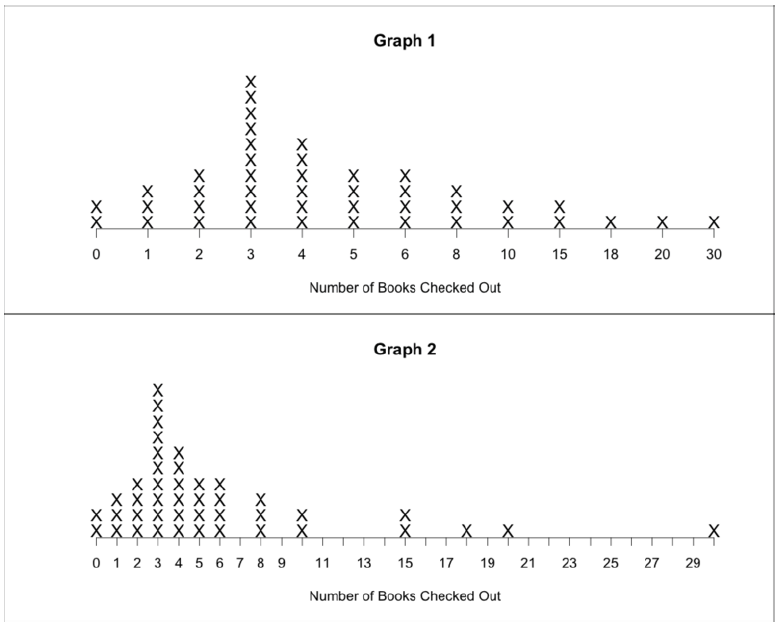 Graph 1
0 1 2 3 4 5 6 8 10 15 18 20 30
Number of Books Checked Out
Graph 2
0 1 2 3 4 5 6 7 8 9 11 13 15 17 19 21 23 25 27 29
Number of Books Checked Out